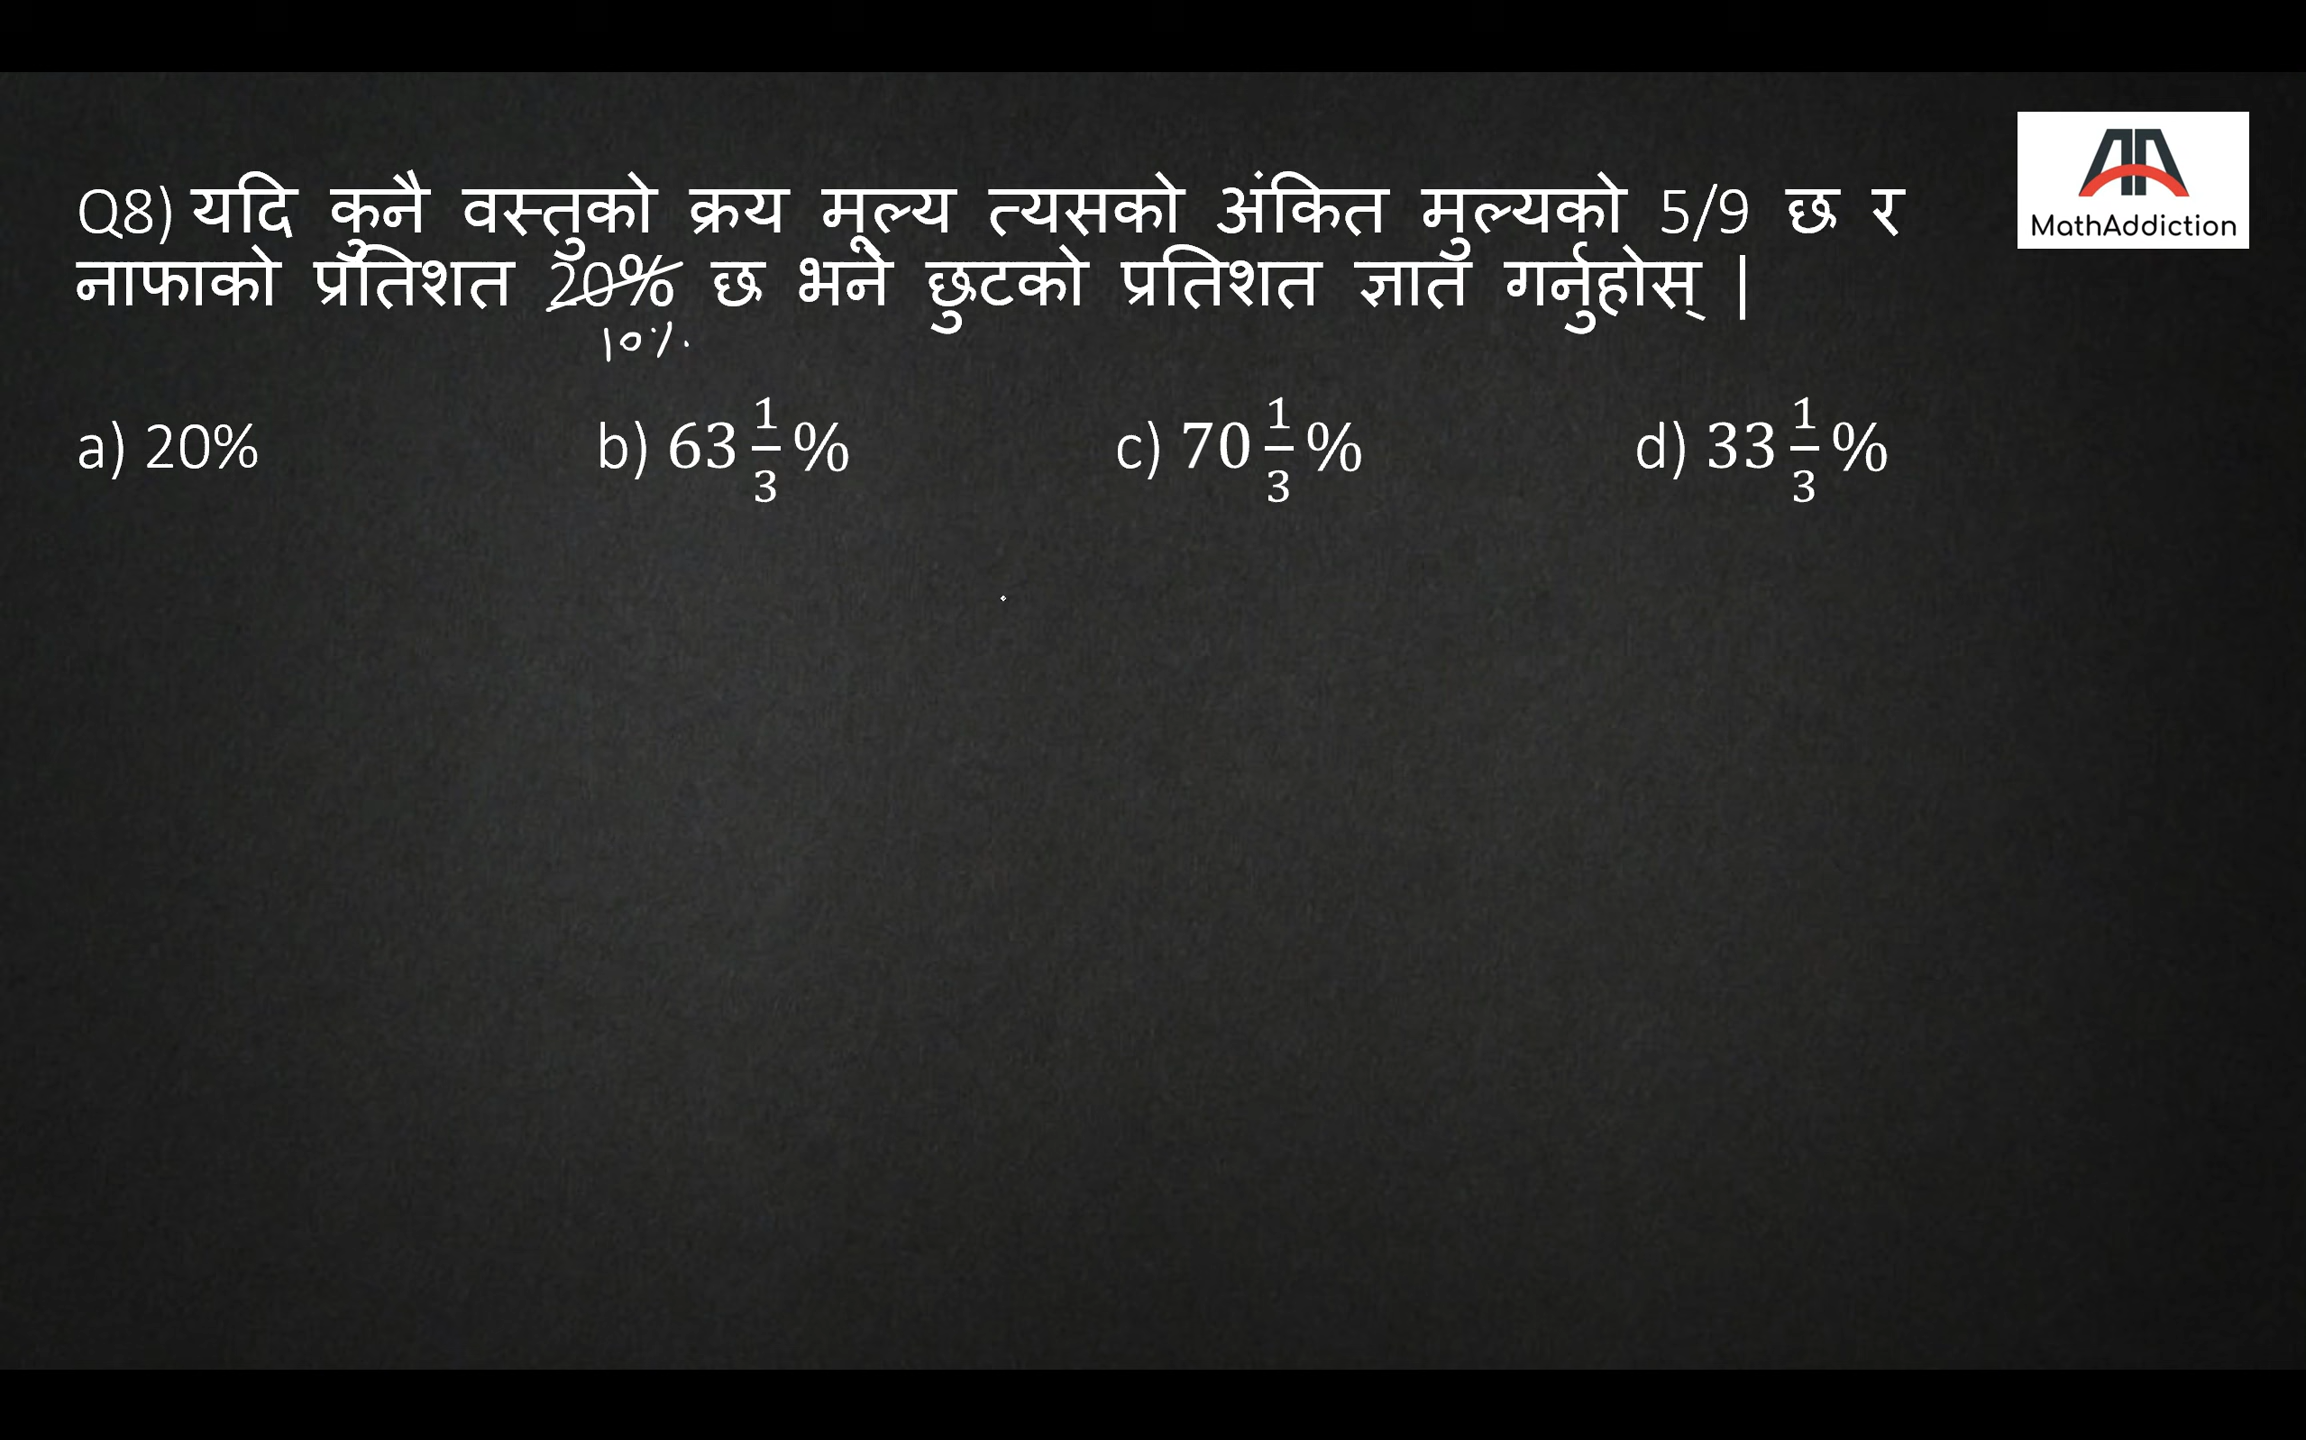 Q8) यदि कुनै वस्तुको क्रय मूल्य त्यसको अंकित मुल्यको 5/9 छ र
नाफाको प्रतिशत 20% छ भने छुटको प्रतिशत ज्ञात गर्नुहोस् |
10%
a) 20% b) 63 1/3 % c) 70 1/3 % d) 33 1/3 %
MathAddiction